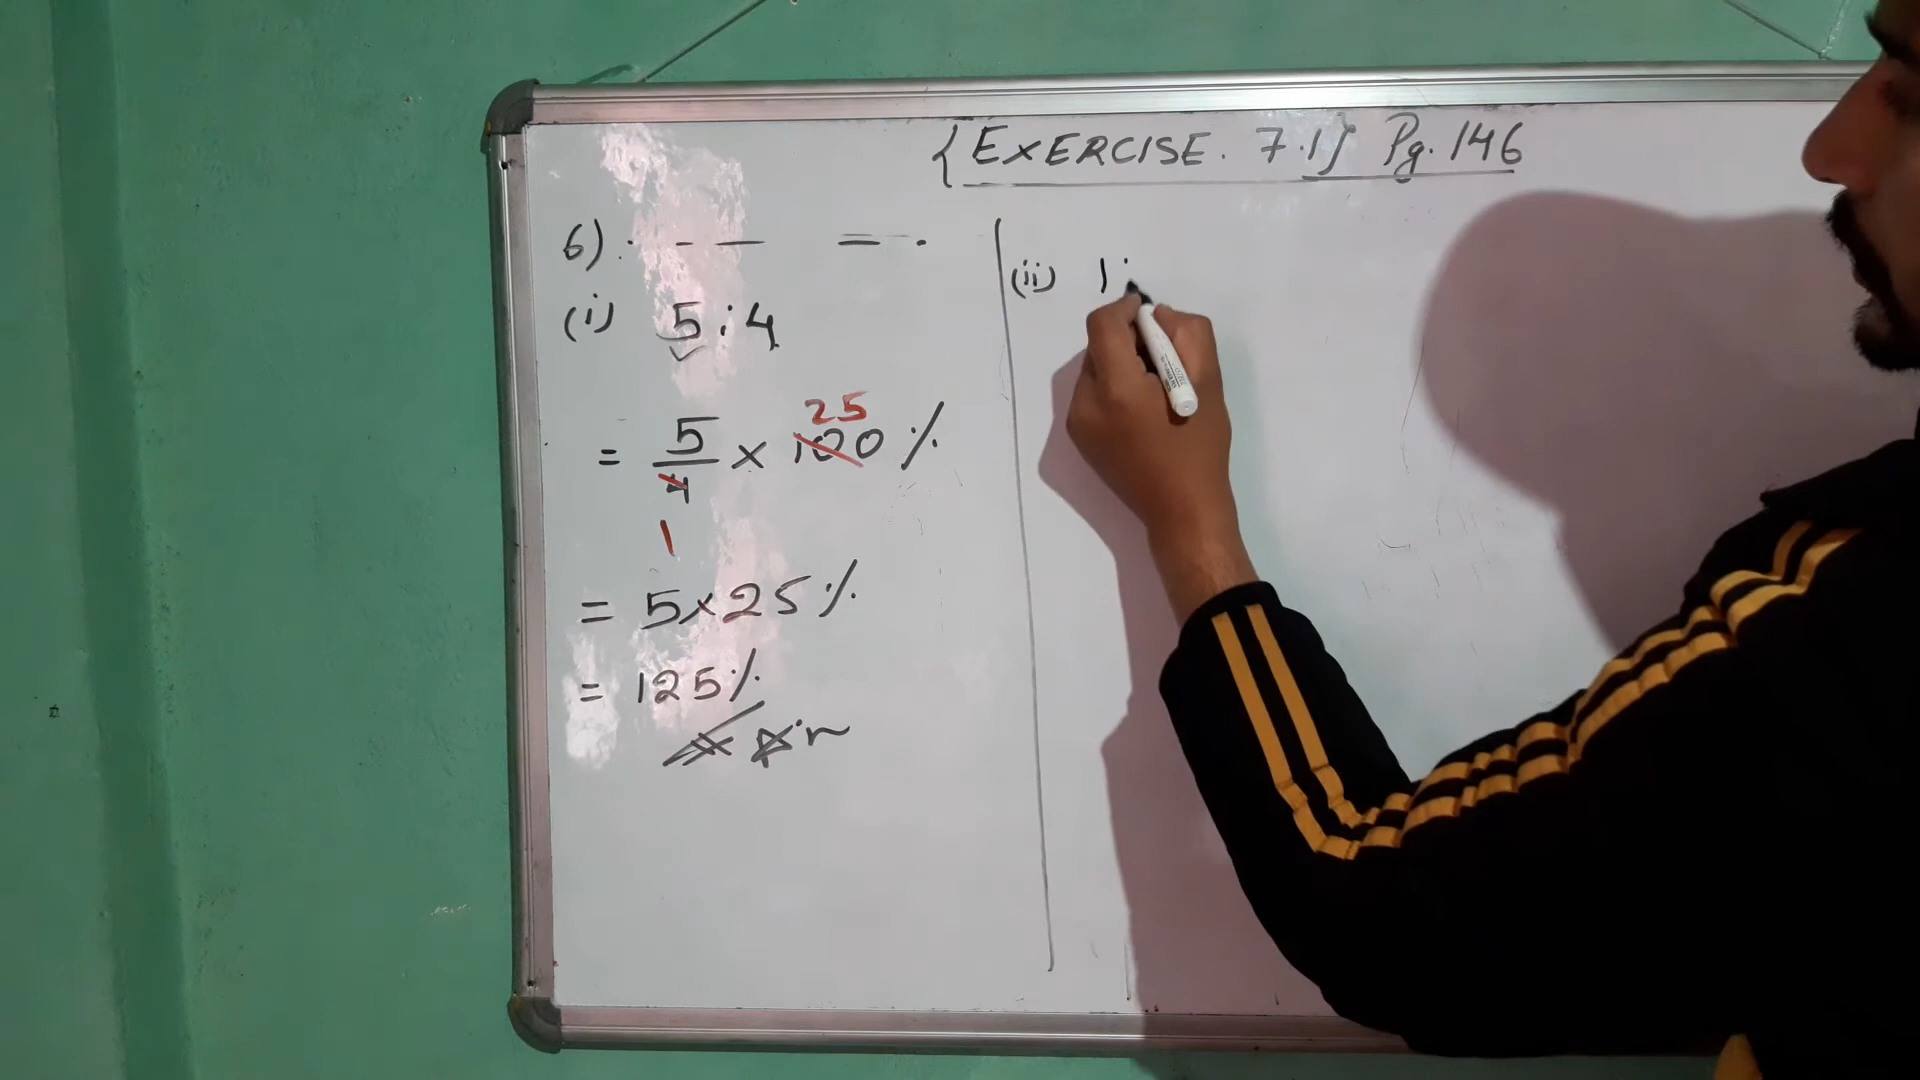 {EXERCISE. 7.1} Pg. 146
6). - — = .
(i) 5:4
= 5/4 × 100 %
25
1
= 5×25%
= 125%
(ii) 1: